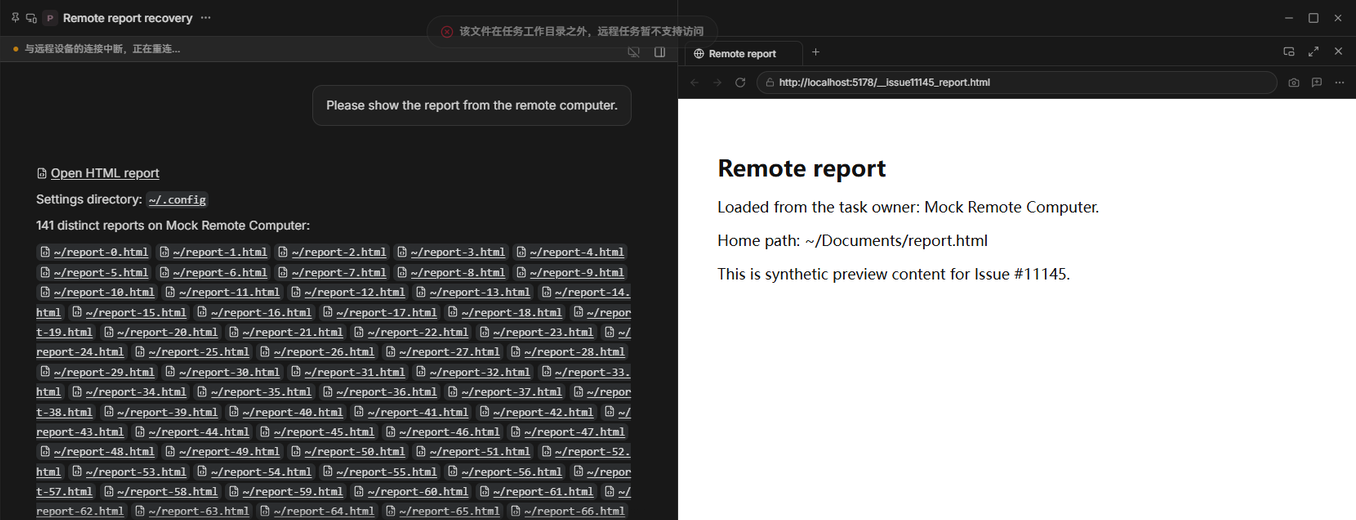 P Remote report recovery ...
该文件在任务工作目录之外，远程任务暂不支持访问
与远程设备的连接中断，正在重连...
Remote report
http://localhost:5178/__issue11145_report.html
Please show the report from the remote computer.
Open HTML report
Settings directory: ~/.config
141 distinct reports on Mock Remote Computer:
~/report-0.html ~/report-1.html ~/report-2.html ~/report-3.html ~/report-4.html
~/report-5.html ~/report-6.html ~/report-7.html ~/report-8.html ~/report-9.html
~/report-10.html ~/report-11.html ~/report-12.html ~/report-13.html ~/report-14.
html ~/report-15.html ~/report-16.html ~/report-17.html ~/report-18.html ~/repor
t-19.html ~/report-20.html ~/report-21.html ~/report-22.html ~/report-23.html ~/
report-24.html ~/report-25.html ~/report-26.html ~/report-27.html ~/report-28.html
~/report-29.html ~/report-30.html ~/report-31.html ~/report-32.html ~/report-33.
html ~/report-34.html ~/report-35.html ~/report-36.html ~/report-37.html ~/repor
t-38.html ~/report-39.html ~/report-40.html ~/report-41.html ~/report-42.html ~/
report-43.html ~/report-44.html ~/report-45.html ~/report-46.html ~/report-47.html
~/report-48.html ~/report-49.html ~/report-50.html ~/report-51.html ~/report-52.
html ~/report-53.html ~/report-54.html ~/report-55.html ~/report-56.html ~/repor
t-57.html ~/report-58.html ~/report-59.html ~/report-60.html ~/report-61.html ~/
report-62.html ~/report-63.html ~/report-64.html ~/report-65.html ~/report-66.html
Remote report
Loaded from the task owner: Mock Remote Computer.
Home path: ~/Documents/report.html
This is synthetic preview content for Issue #11145.